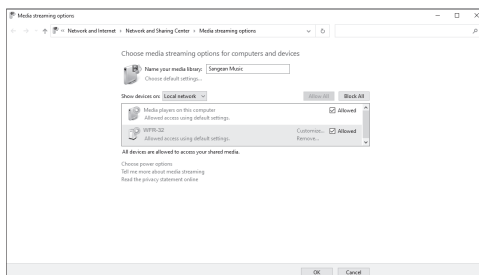 Media streaming options
« Network and Internet › Network and Sharing Center › Media streaming options
Choose media streaming options for computers and devices
Name your media library: Sangean Music.
Choose default settings...
Show devices on: Local network Allow All Block All
Media players on this computer Allowed
Allowed access using default settings.
WFR-32 Customize... Allowed
Allowed access using default settings. Remove...
All devices are allowed to access your shared media.
Choose power options
Tell me more about media streaming
Read the privacy statement online
OK Cancel